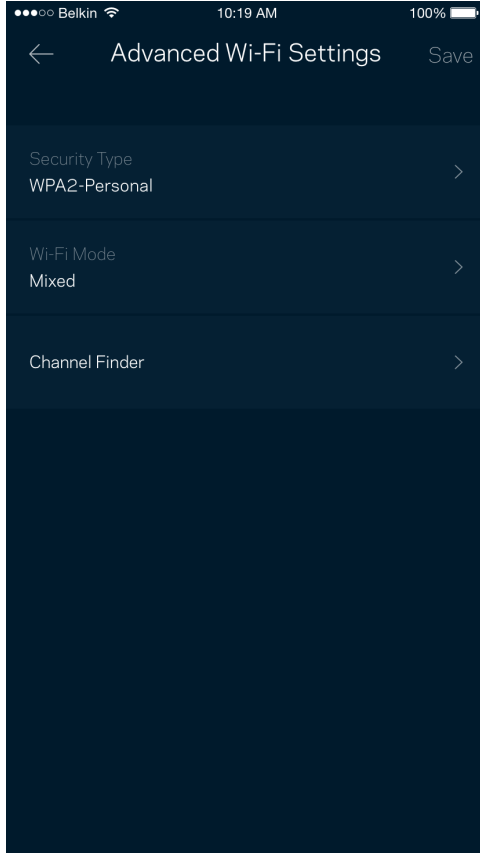 Belkin 10:19 AM 100%
Advanced Wi-Fi Settings Save
Security Type
WPA2-Personal
Wi-Fi Mode
Mixed
Channel Finder